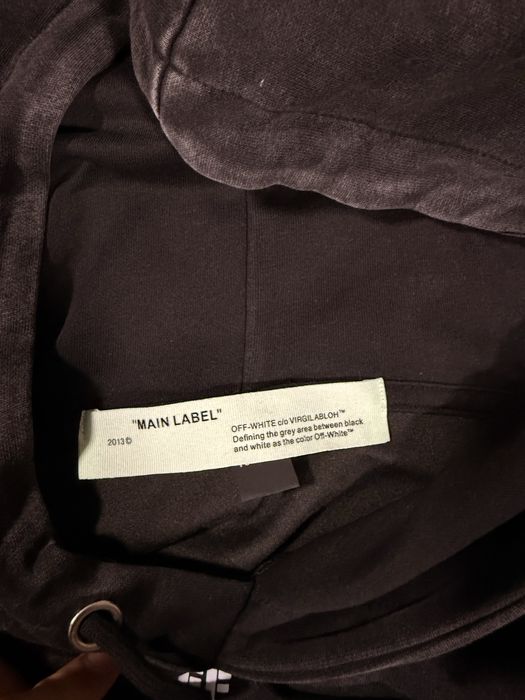 "MAIN LABEL"
2013©
OFF-WHITE c/o VIRGILABLOH™
Defining the grey area between black
and white as the color Off-White™